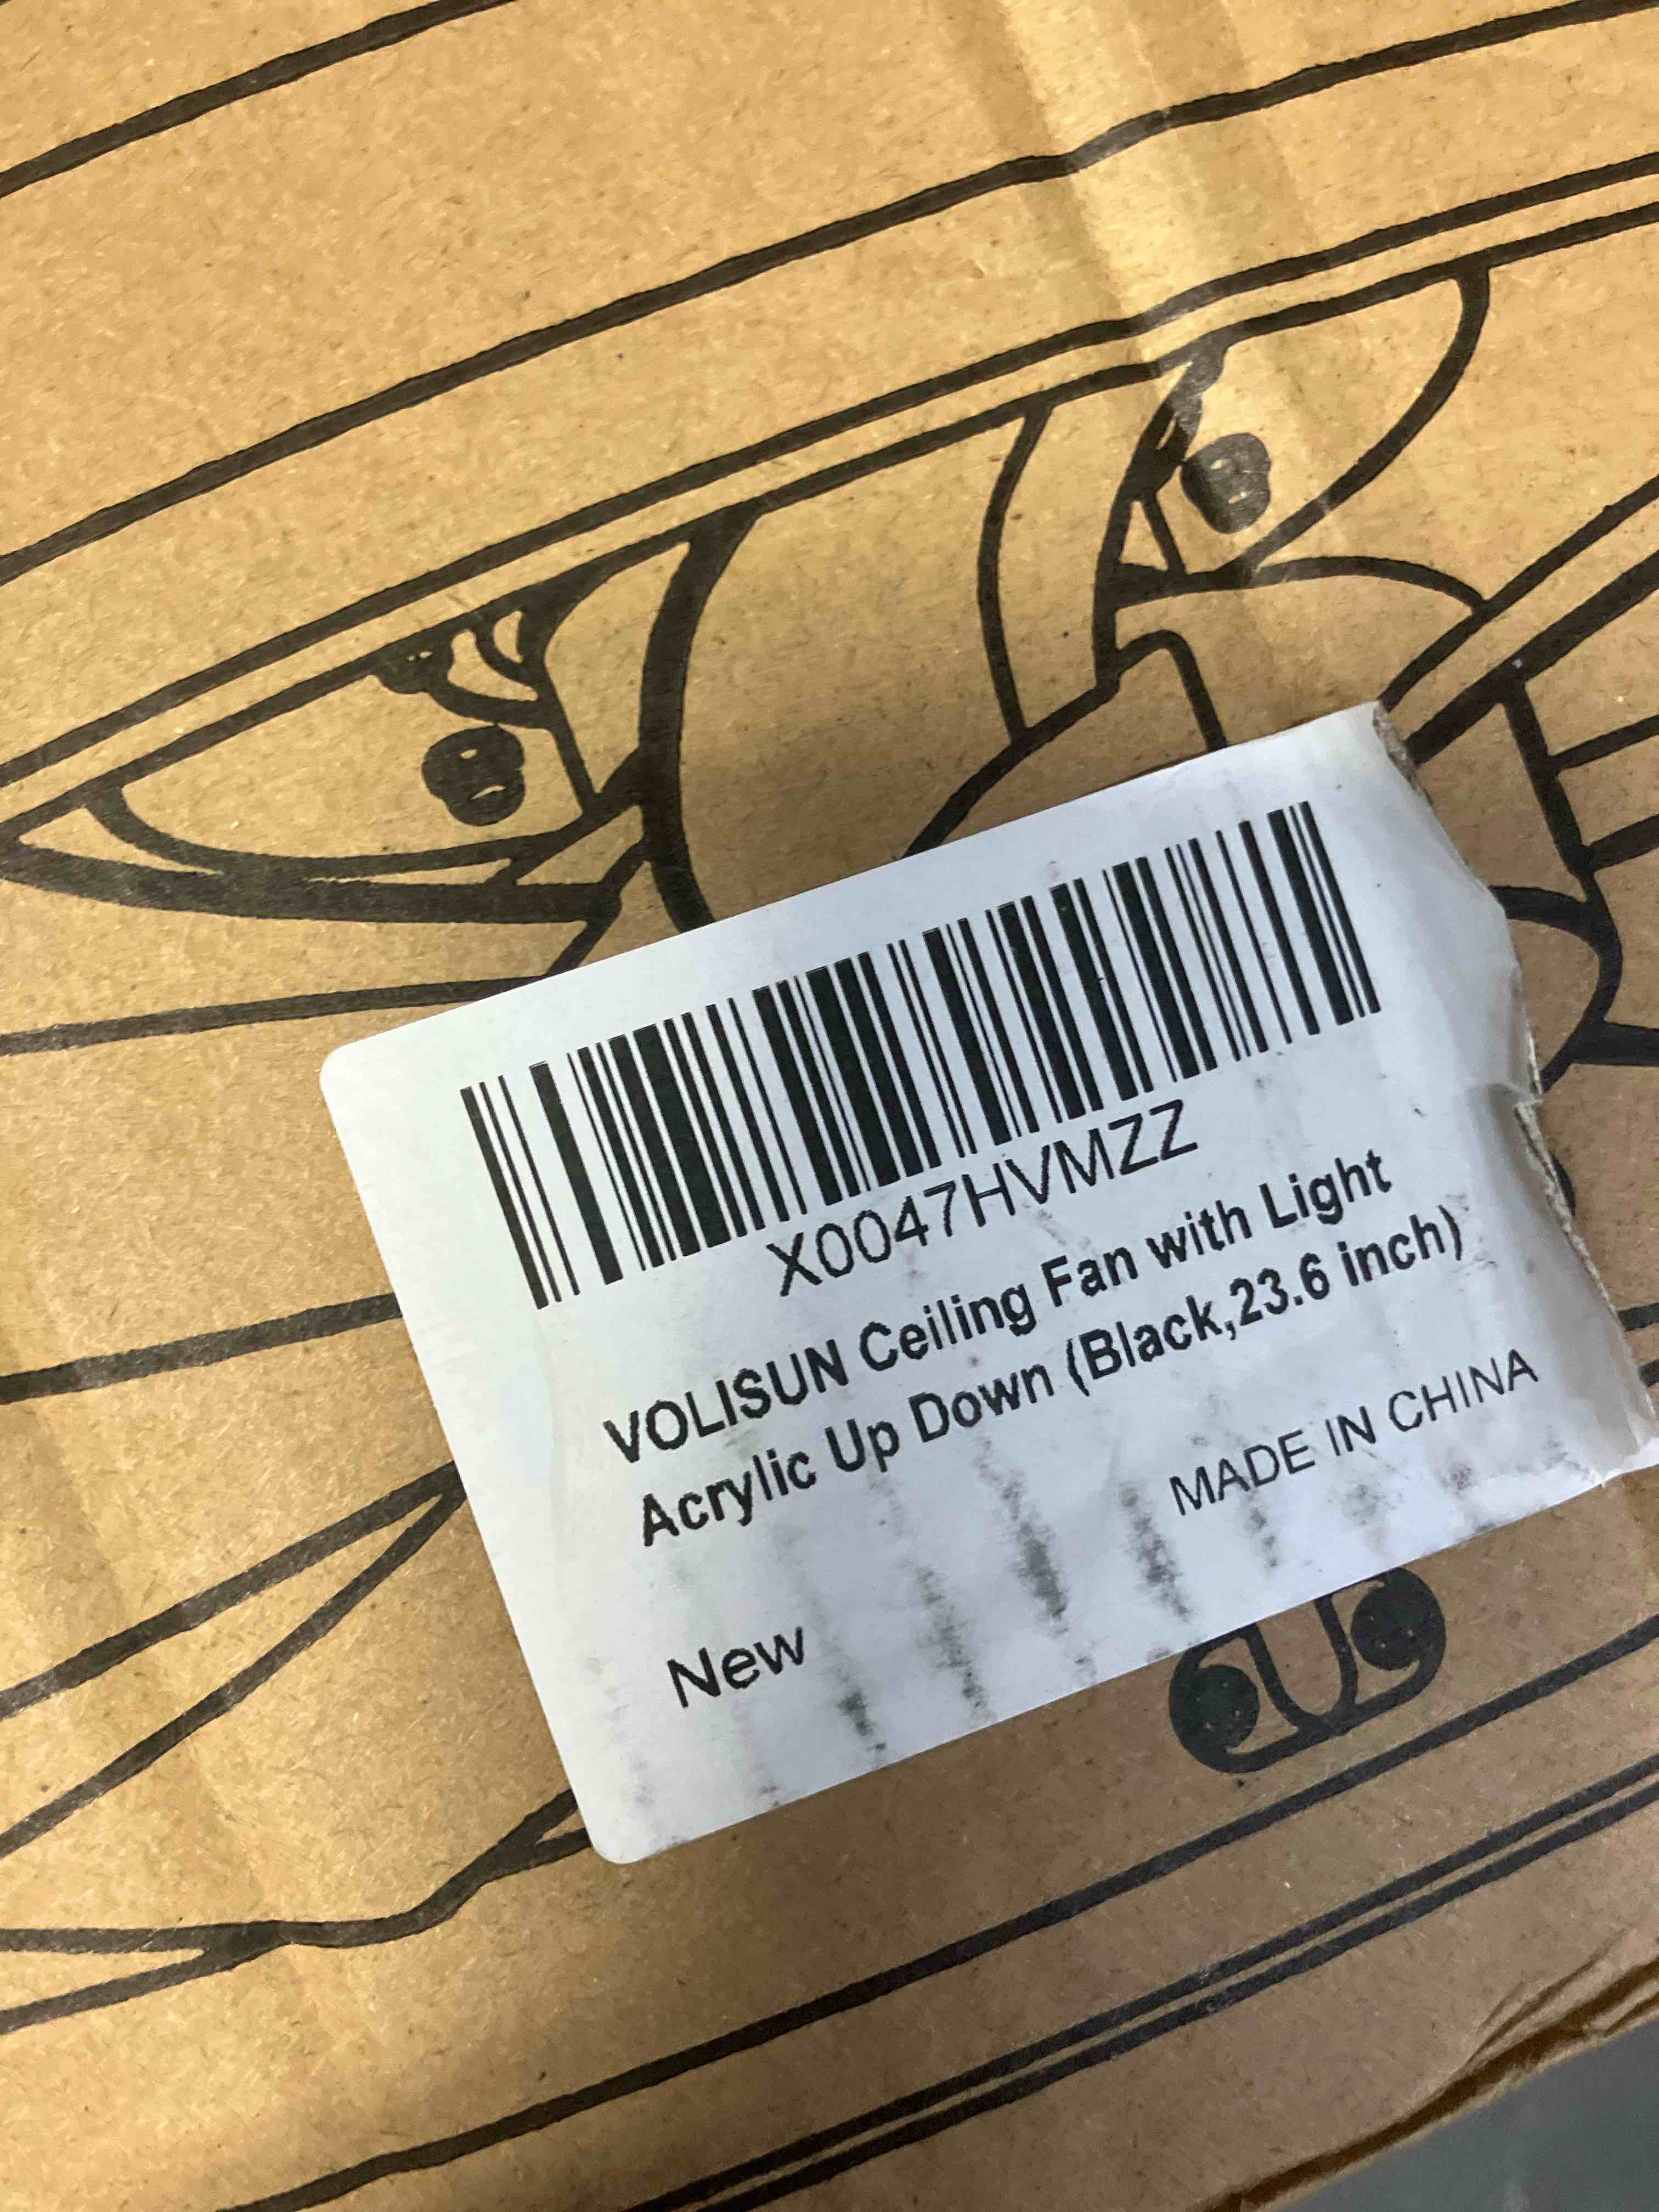 X0047HVMZZ
VOLISUN Ceiling Fan with Light
Acrylic Up Down (Black,23.6 inch)
MADE IN CHINA
New